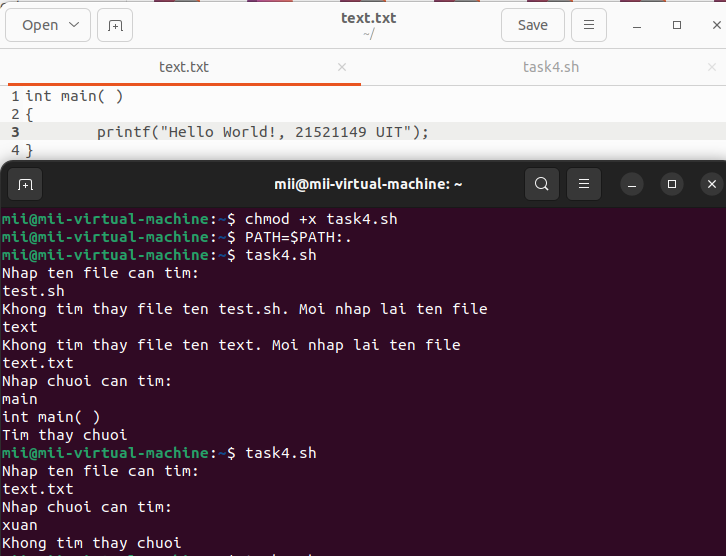 Open text.txt Save
~/
text.txt task4.sh
1 int main( )
2 {
3 printf("Hello World!, 21521149 UIT");
4 }
mii@mii-virtual-machine: ~
mii@mii-virtual-machine:~$ chmod +x task4.sh
mii@mii-virtual-machine:~$ PATH=$PATH:.
mii@mii-virtual-machine:~$ task4.sh
Nhap ten file can tim:
test.sh
Khong tim thay file ten test.sh. Moi nhap lai ten file
text
Khong tim thay file ten text. Moi nhap lai ten file
text.txt
Nhap chuoi can tim:
main
int main( )
Tim thay chuoi
mii@mii-virtual-machine:~$ task4.sh
Nhap ten file can tim:
text.txt
Nhap chuoi can tim:
xuan
Khong tim thay chuoi